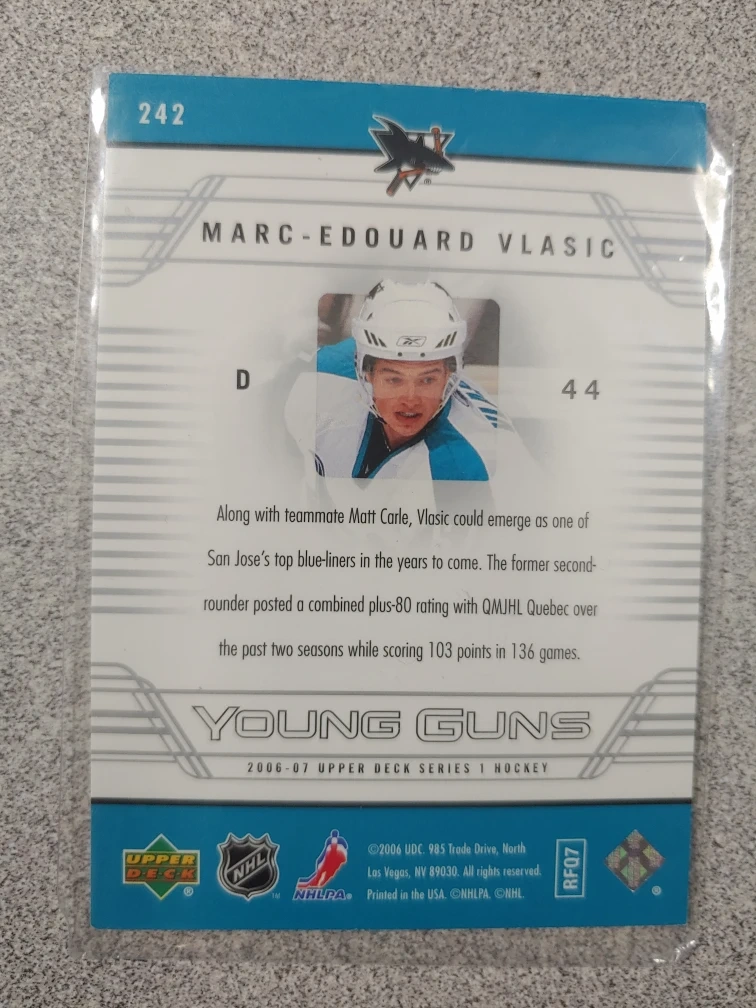 242
MARC-EDOUARD VLASIC
D
44
Along with teammate Matt Carle, Vlasic could emerge as one of
San Jose's top blue-liners in the years to come. The former second-
rounder posted a combined plus-80 rating with QMJHL Quebec over
the past two seasons while scoring 103 points in 136 games.
YOUNG GUNS
2006-07 UPPER DECK SERIES 1 HOCKEY
UPPER
DECK
®
NHL
™
NHLPA®
©2006 UDC. 985 Trade Drive, North
Las Vegas, NV 89030. All rights reserved.
Printed in the USA. ©NHLPA. ©NHL.
RFQ7
®